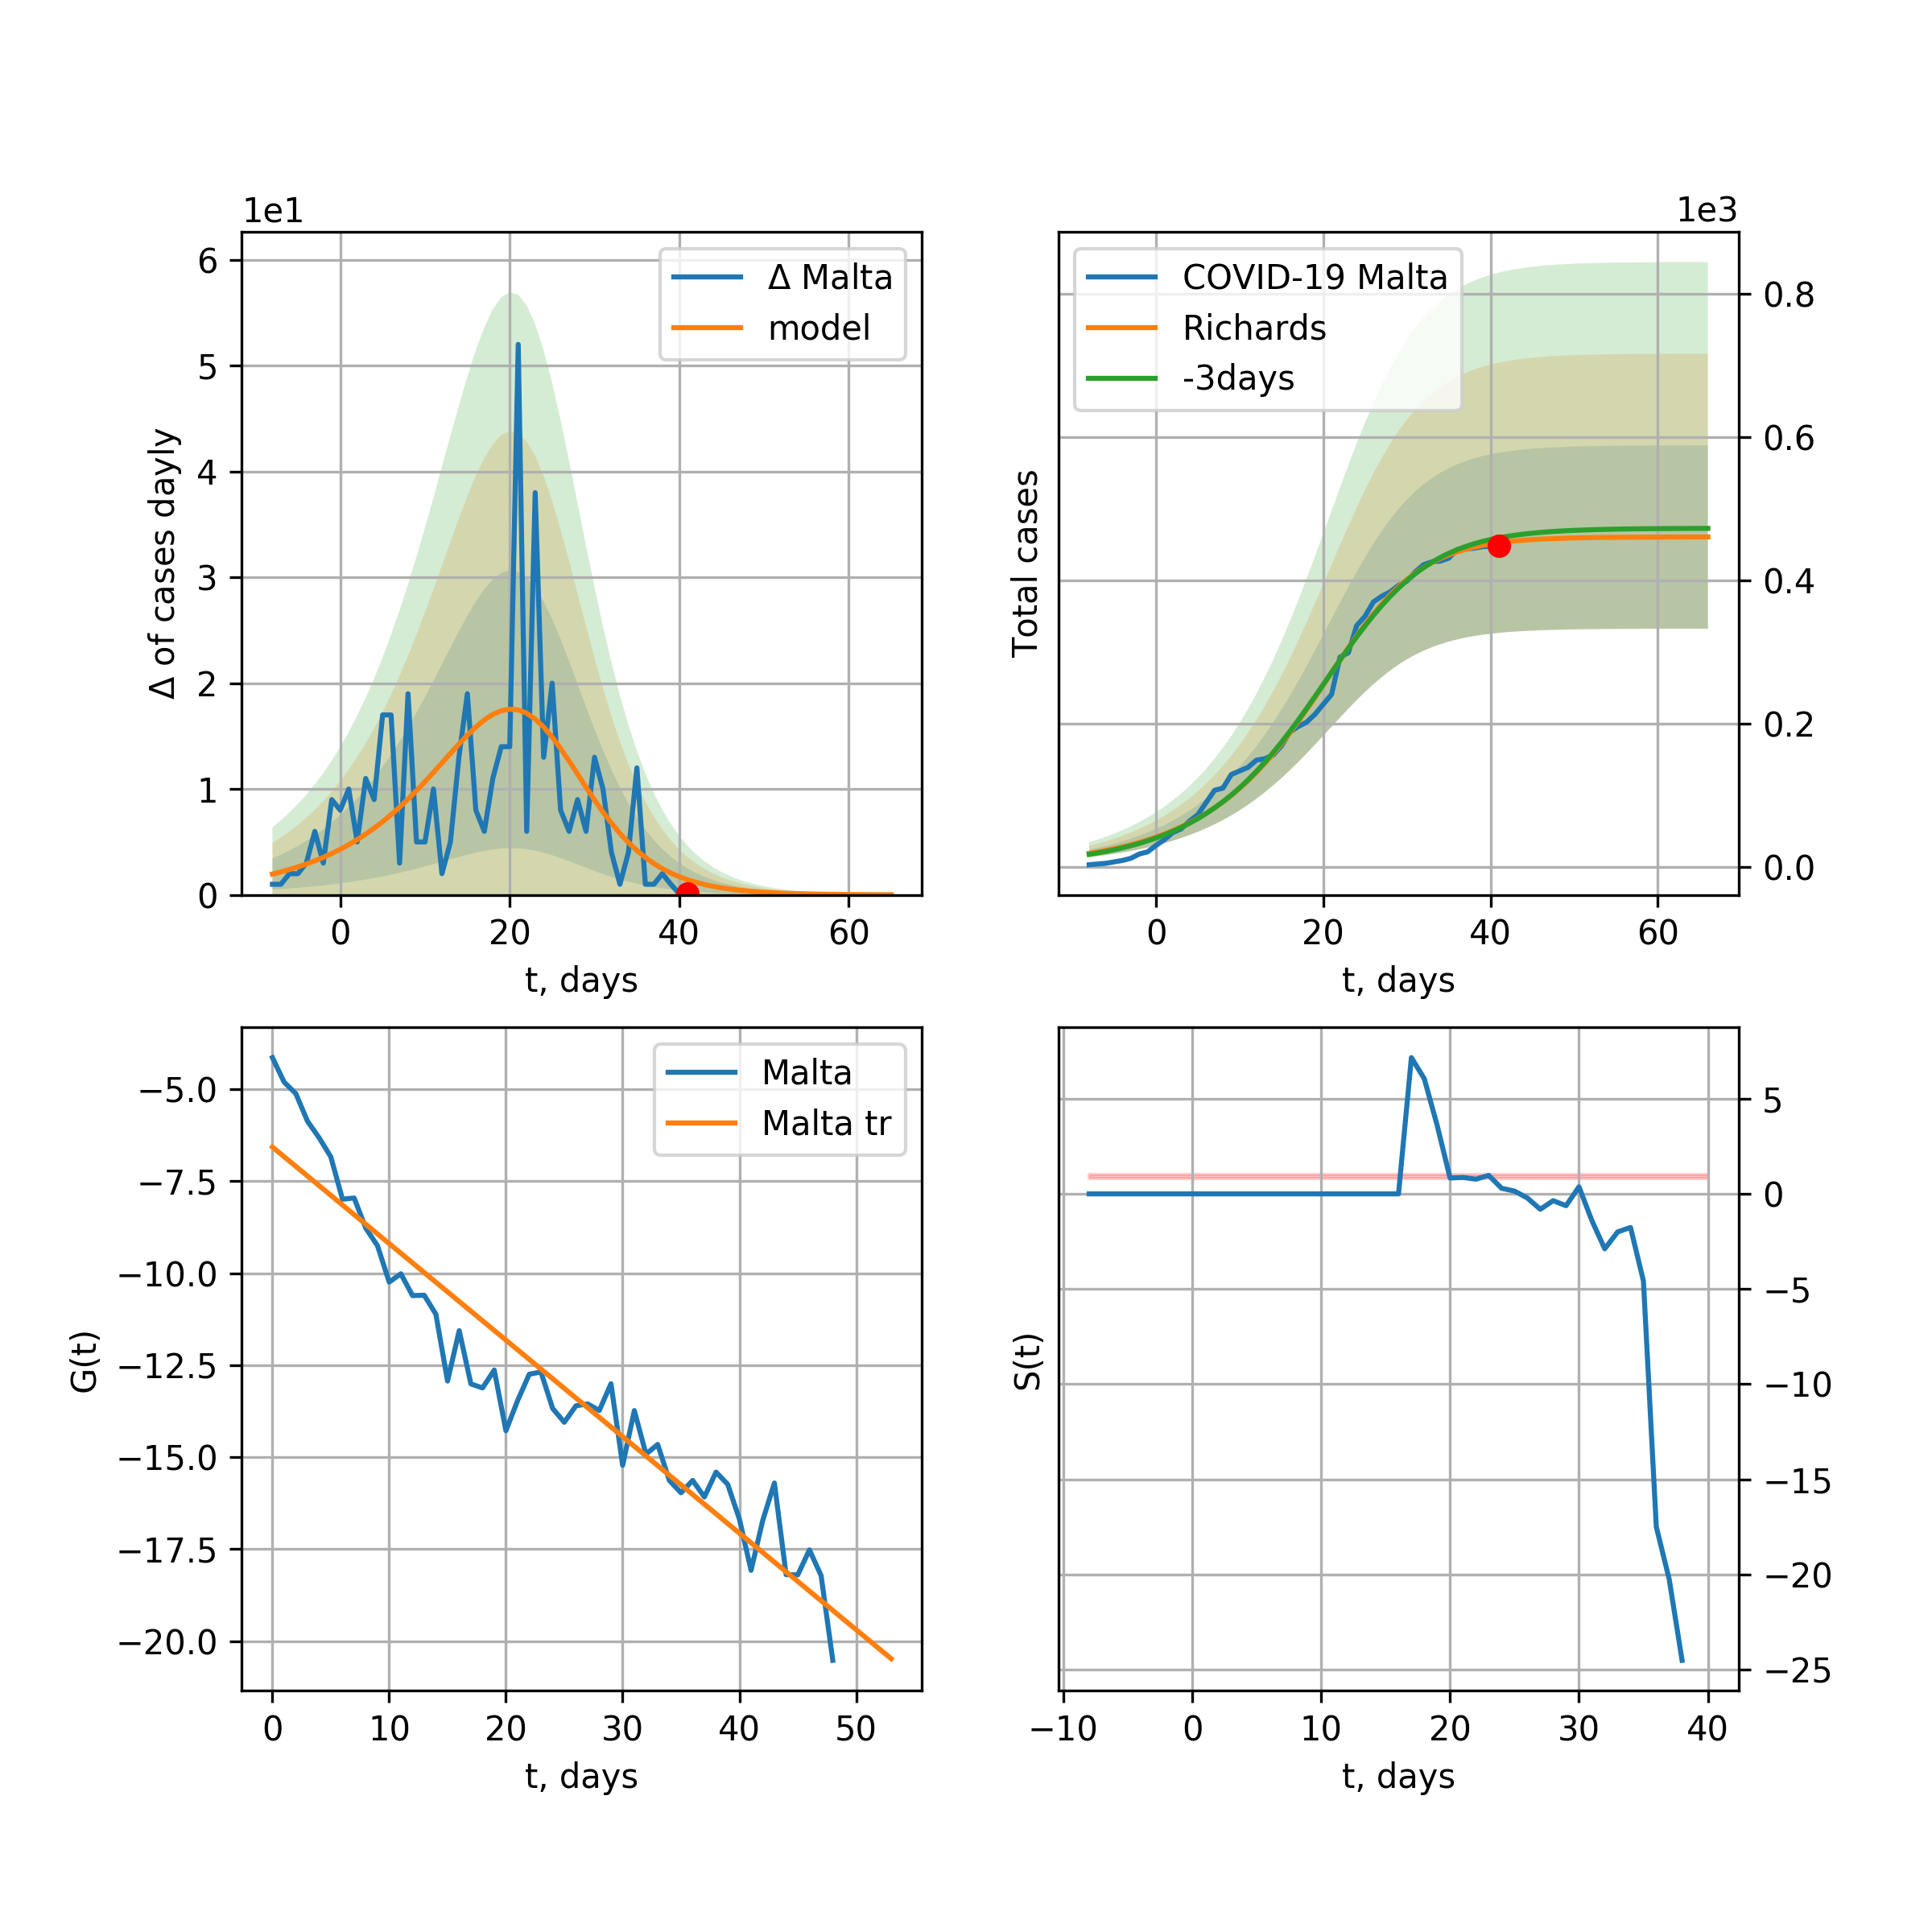 1e1
Δ of cases dayly
6
5
4
3
2
1
0
Δ Malta
model
0 20 40 60
t, days
1e3
Total cases
COVID-19 Malta
Richards
-3days
0.8
0.6
0.4
0.2
0.0
0 20 40 60
t, days
G(t)
−5.0
−7.5
−10.0
−12.5
−15.0
−17.5
−20.0
Malta
Malta tr
0 10 20 30 40 50
t, days
S(t)
5
0
−5
−10
−15
−20
−25
−10 0 10 20 30 40
t, days